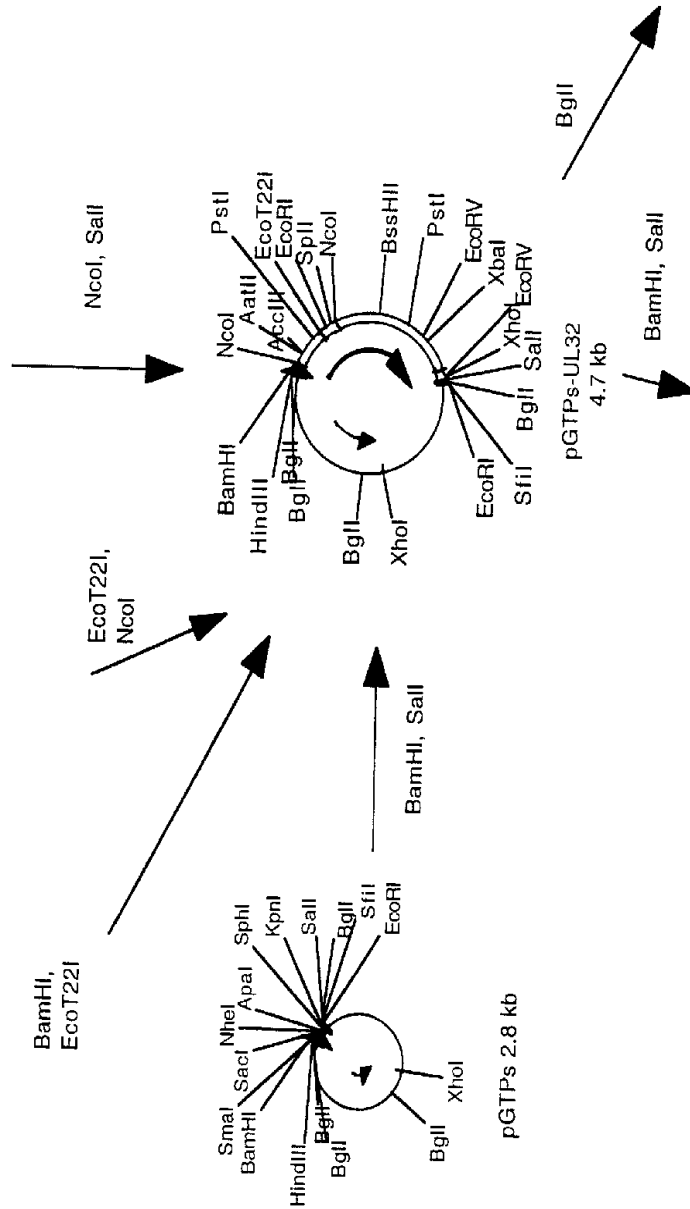 NcoI, SalI
EcoT22I,
NcoI
BamHI,
EcoT22I
BamHI, SalI
BglI
BamHI, SalI
PstI
EcoT22I
EcoRI
SplI
NcoI
BssHII
PstI
EcoRV
XbaI
EcoRV
XhoI
SalI
BglI
SfiI
EcoRI
NcoI
AatII
AccIII
BamHI
HindIII
BglI
BglI
BglI
XhoI
pGTPs-UL32
4.7 kb
SphI
KpnI
SalI
BglI
SfiI
EcoRI
ApaI
NheI
SacI
SmaI
BamHI
HindIII
BglI
BglI
BglI
XhoI
pGTPs 2.8 kb